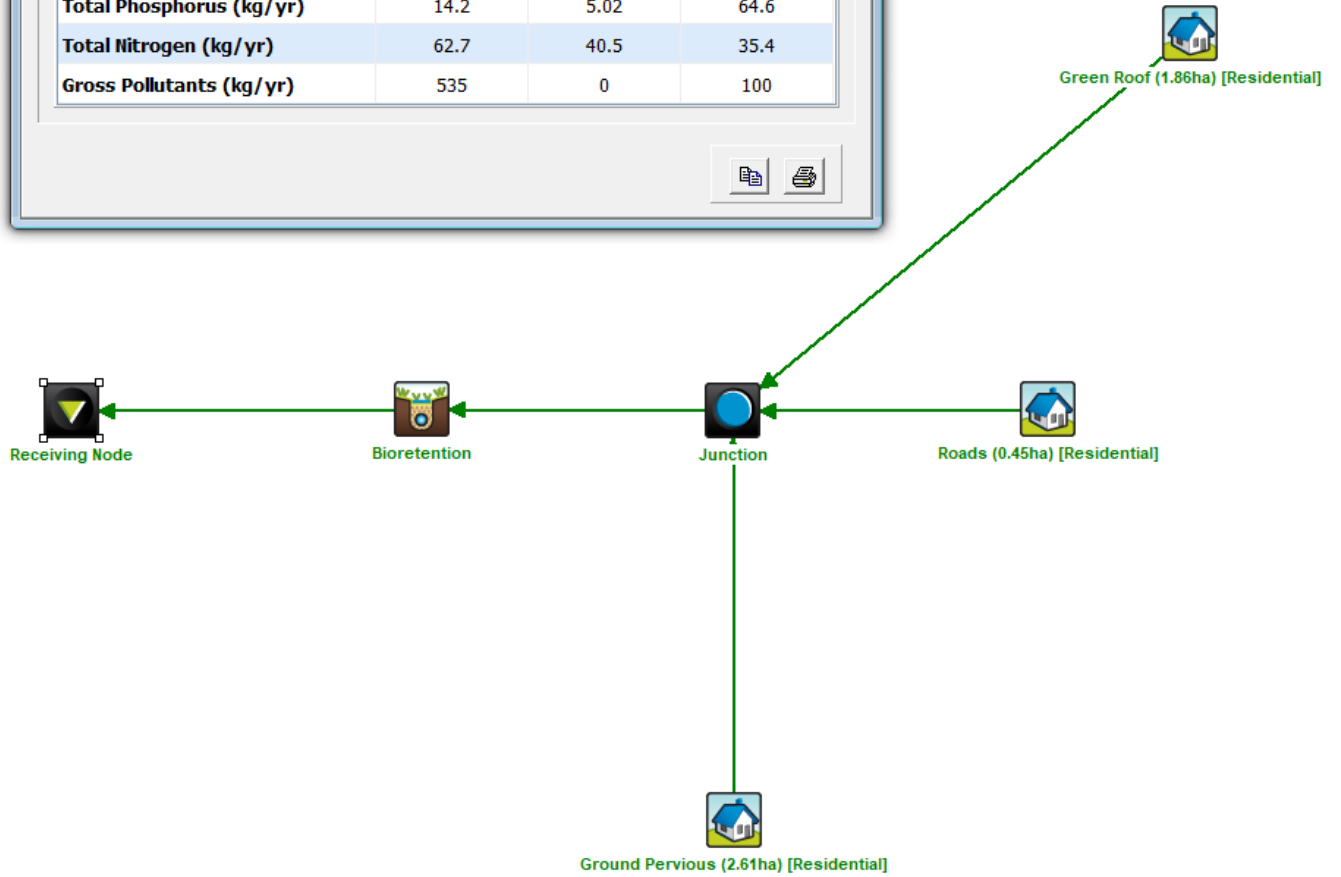 Total Phosphorus (kg/yr) 14.2 5.02 64.6
Total Nitrogen (kg/yr) 62.7 40.5 35.4
Gross Pollutants (kg/yr) 535 0 100
Green Roof (1.86ha) [Residential]
Receiving Node
Bioretention
Junction
Roads (0.45ha) [Residential]
Ground Pervious (2.61ha) [Residential]